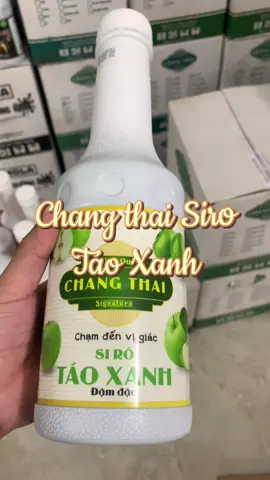 Chang thai Siro
Táo Xanh
CHANG THAI
Signature
Chạm đến vị giác
SI RÔ
TÁO XANH
Đậm đặc